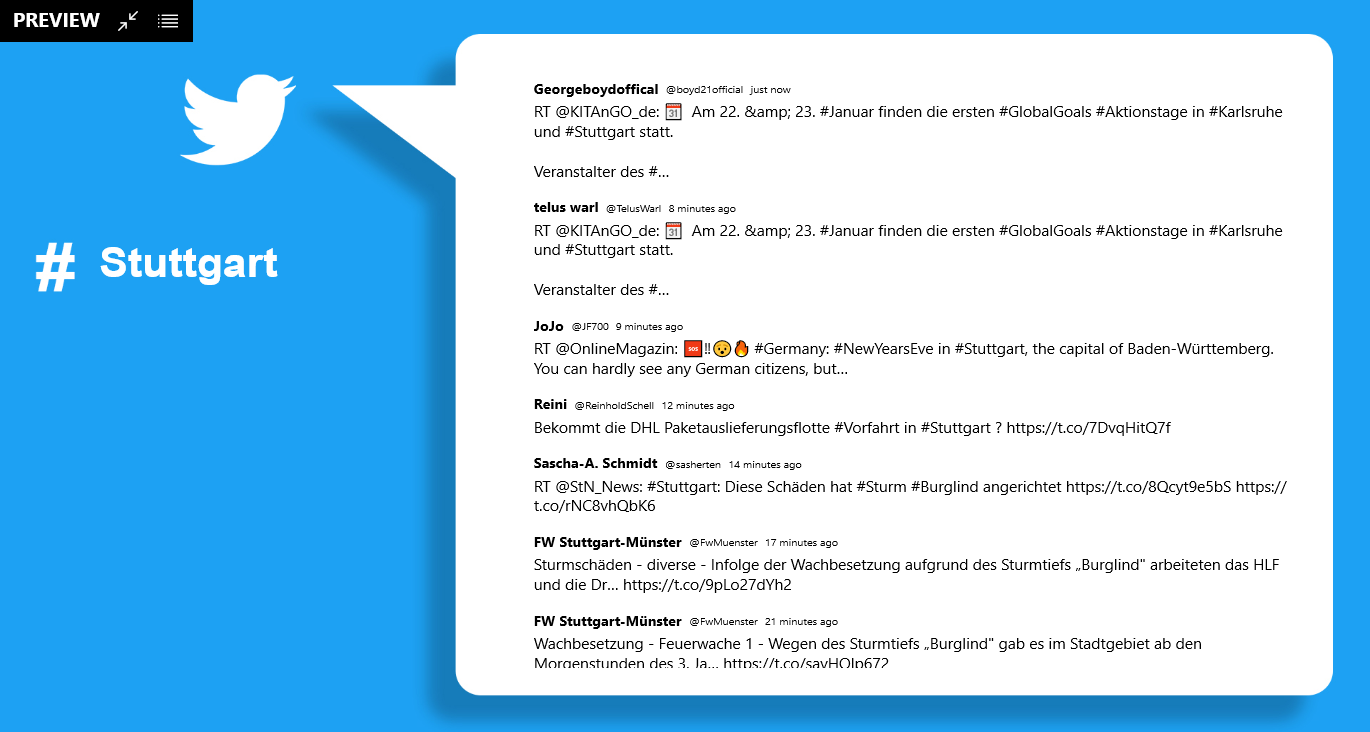 PREVIEW
# Stuttgart
Georgeboydoffical @boyd21official just now
RT @KITAnGO_de: 📅 Am 22. &amp; 23. #Januar finden die ersten #GlobalGoals #Aktionstage in #Karlsruhe
und #Stuttgart statt.
Veranstalter des #…
telus warl @TelusWarl 8 minutes ago
RT @KITAnGO_de: 📅 Am 22. &amp; 23. #Januar finden die ersten #GlobalGoals #Aktionstage in #Karlsruhe
und #Stuttgart statt.
Veranstalter des #…
JoJo @JF700 9 minutes ago
RT @OnlineMagazin: 🆘‼😯🔥 #Germany: #NewYearsEve in #Stuttgart, the capital of Baden-Württemberg.
You can hardly see any German citizens, but…
Reini @ReinholdSchell 12 minutes ago
Bekommt die DHL Paketauslieferungsflotte #Vorfahrt in #Stuttgart ? https://t.co/7DvqHitQ7f
Sascha-A. Schmidt @sasherten 14 minutes ago
RT @StN_News: #Stuttgart: Diese Schäden hat #Sturm #Burglind angerichtet https://t.co/8Qcyt9e5bS https://
t.co/rNC8vhQbK6
FW Stuttgart-Münster @FwMuenster 17 minutes ago
Sturmschäden - diverse - Infolge der Wachbesetzung aufgrund des Sturmtiefs „Burglind" arbeiteten das HLF
und die Dr… https://t.co/9pLo27dYh2
FW Stuttgart-Münster @FwMuenster 21 minutes ago
Wachbesetzung - Feuerwache 1 - Wegen des Sturmtiefs „Burglind" gab es im Stadtgebiet ab den
Morgenstunden des 3. Ja…